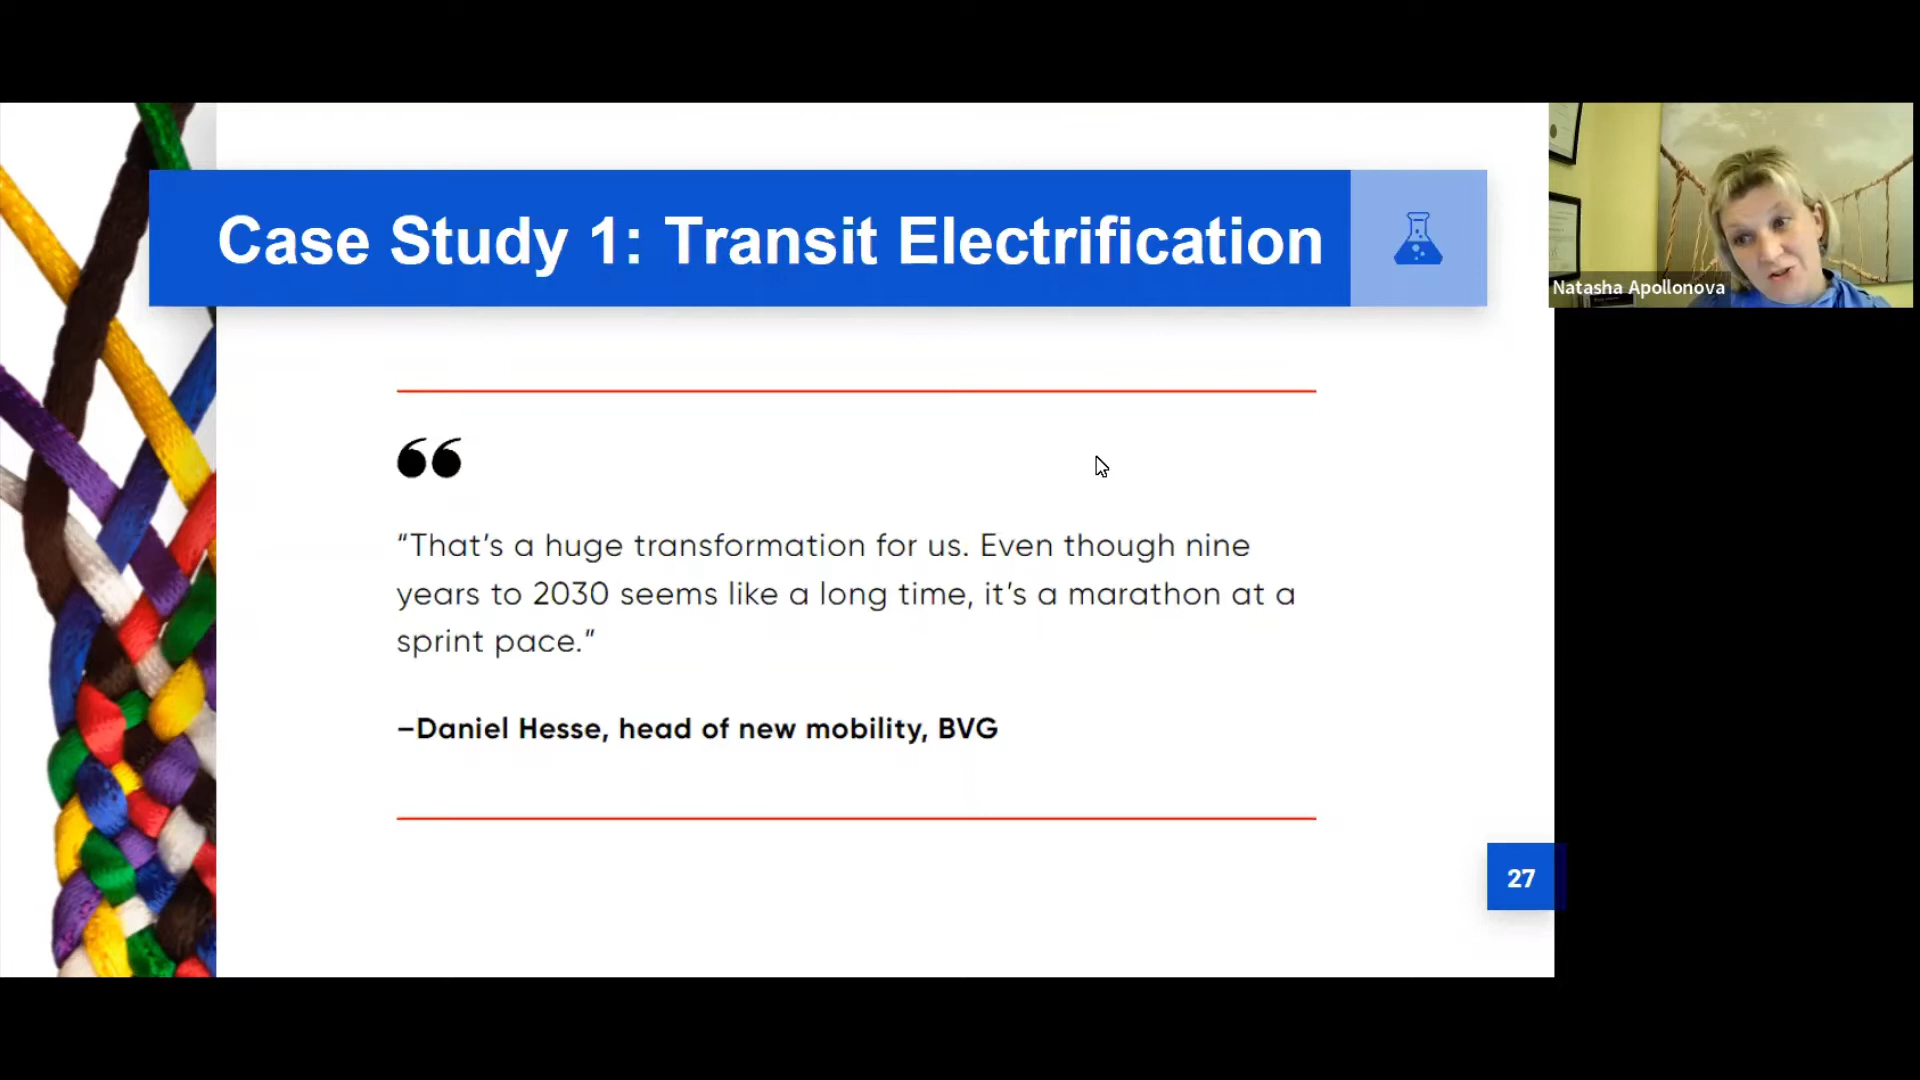 Case Study 1: Transit Electrification
Natasha Apollonova
“That’s a huge transformation for us. Even though nine
years to 2030 seems like a long time, it’s a marathon at a
sprint pace.”
–Daniel Hesse, head of new mobility, BVG
27